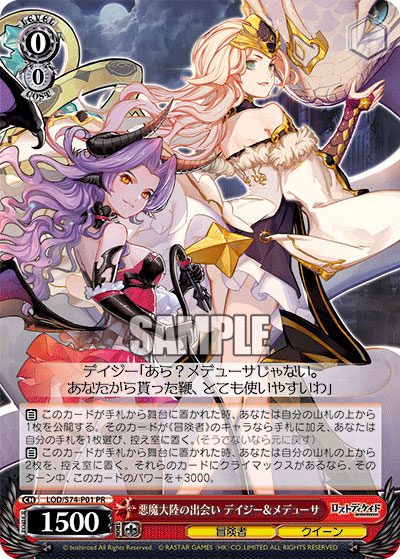 LEVEL
0
0
COST
SAMPLE
デイジー「あら?メデューサじゃない。
あなたから貰った鞭、とても使いやすいわ」
自 このカードが手札から舞台に置かれた時、あなたは自分の山札の上から
1枚を公開する。そのカードが《冒険者》のキャラなら手札に加え、あなたは
自分の手札を1枚選び、控え室に置く。(そうでないなら元に戻す)
自 このカードが手札から舞台に置かれた時、あなたは自分の山札の上から
2枚を、控え室に置く。それらのカードにクライマックスがあるなら、そのター
ン中、このカードのパワーを+3000。
CH LOD/S74-P01 PR
1500
悪魔大陸の出会い デイジー&メデューサ
ロストディケイド
冒険者 クイーン
© bushiroad All Rights Reserved. © RASTAR GAMES (HK) CO.,LIMITED ALL RIGHTS RESERVED.